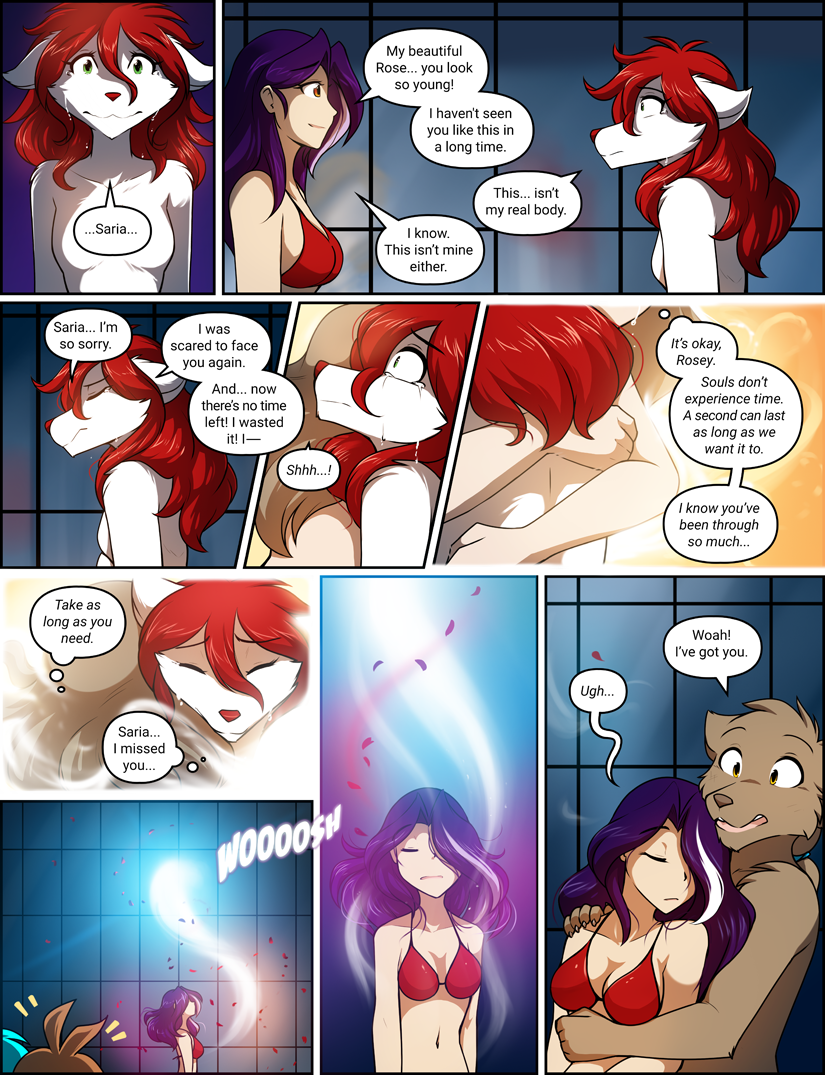 ...Saria...
My beautiful
Rose... you look
so young!
I haven't seen
you like this in
a long time.
This... isn't
my real body.
I know.
This isn't mine
either.
Saria... I'm
so sorry.
I was
scared to face
you again.
And... now
there's no time
left! I wasted
it! I—
Shhh...!
It's okay,
Rosey.
Souls don't
experience time.
A second can last
as long as we
want it to.
I know you've
been through
so much...
Take as
long as you
need.
Saria...
I missed
you...
WOOOOSH
Ugh...
Woah!
I've got you.